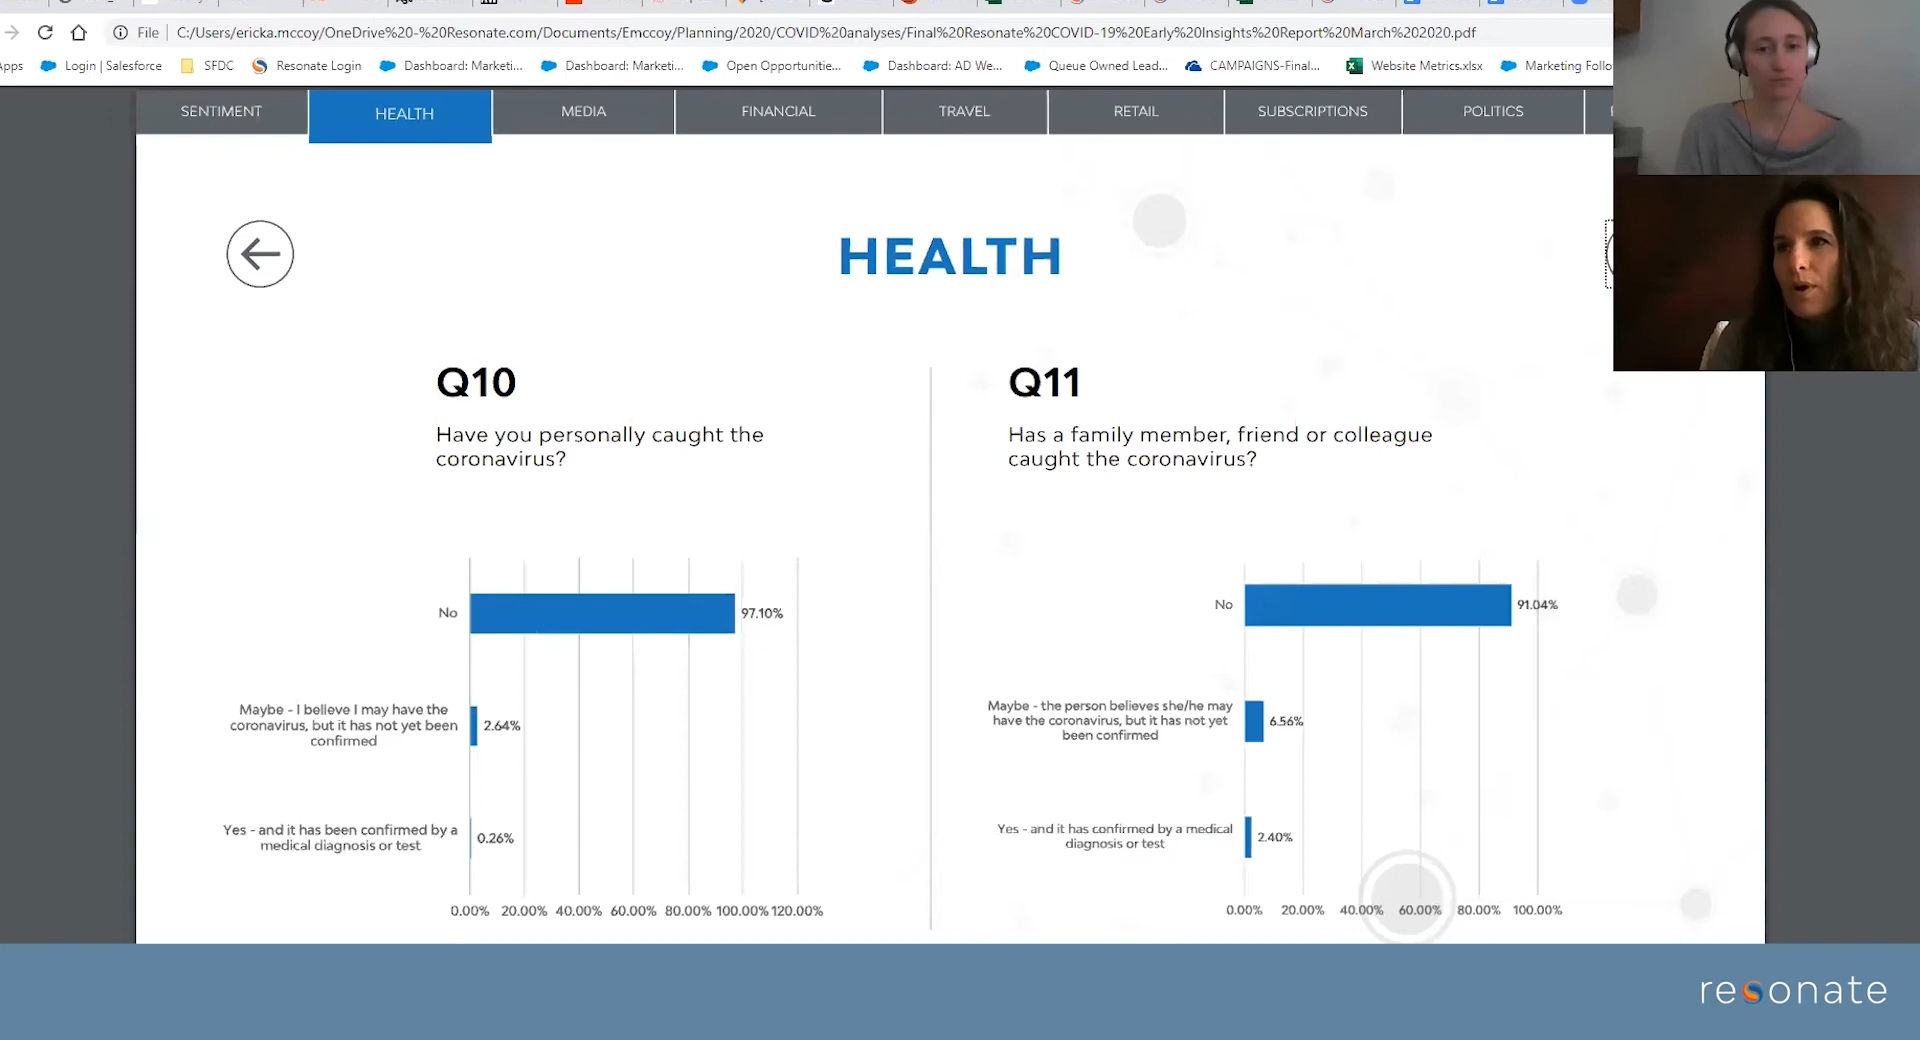 File C:/Users/ericka.mccoy/OneDrive%20-%20Resonate.com/Documents/Emccoy/Planning/2020/COVID%20analyses/Final%20Resonate%20COVID-19%20Early%20Insights%20Report%20March%202020.pdf
Apps Login | Salesforce SFDC Resonate Login Dashboard: Marketi... Dashboard: Marketi... Open Opportunitie... Dashboard: AD We... Queue Owned Lead... CAMPAIGNS-Final... Website Metrics.xlsx Marketing Follo
SENTIMENT HEALTH MEDIA FINANCIAL TRAVEL RETAIL SUBSCRIPTIONS POLITICS
HEALTH
Q10
Have you personally caught the
coronavirus?
No 97.10%
Maybe - I believe I may have the
coronavirus, but it has not yet been
confirmed
2.64%
Yes - and it has been confirmed by a
medical diagnosis or test
0.26%
0.00% 20.00% 40.00% 60.00% 80.00% 100.00% 120.00%
Q11
Has a family member, friend or colleague
caught the coronavirus?
No 91.04%
Maybe - the person believes she/he may
have the coronavirus, but it has not yet
been confirmed
6.56%
Yes - and it has confirmed by a medical
diagnosis or test
2.40%
0.00% 20.00% 40.00% 60.00% 80.00% 100.00%
resonate